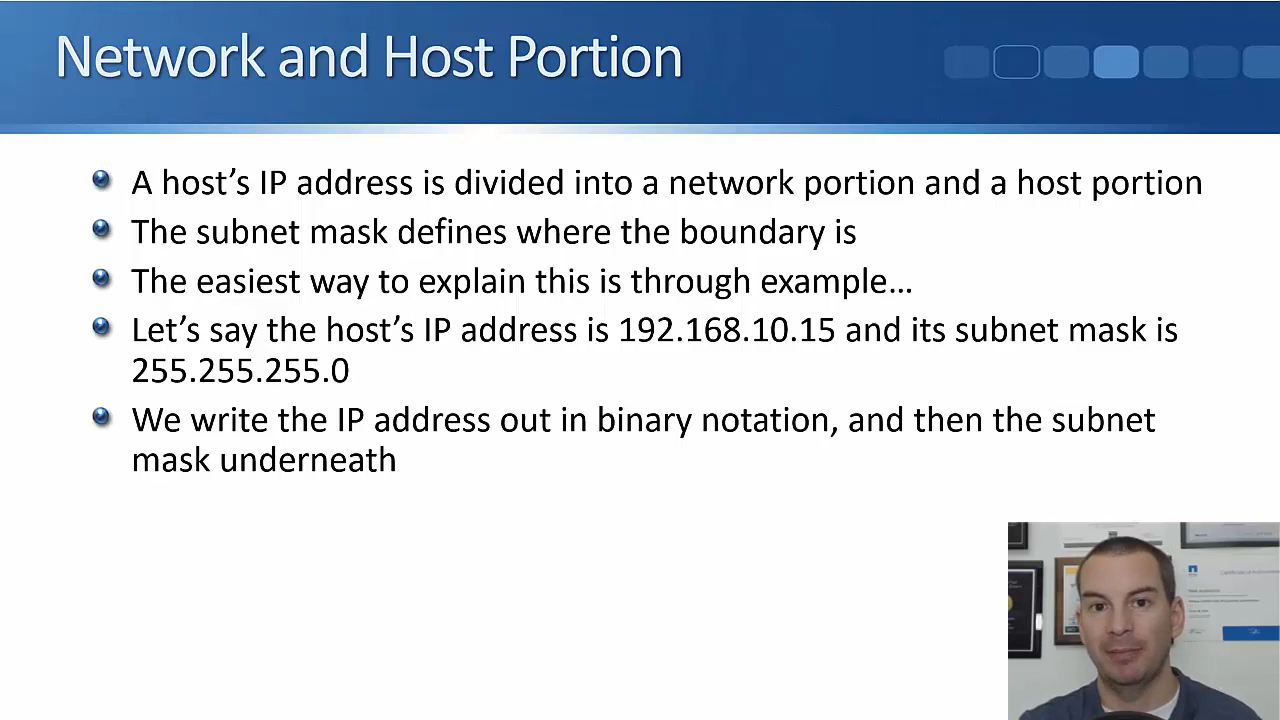 Network and Host Portion
A host’s IP address is divided into a network portion and a host portion
The subnet mask defines where the boundary is
The easiest way to explain this is through example…
Let’s say the host’s IP address is 192.168.10.15 and its subnet mask is
255.255.255.0
We write the IP address out in binary notation, and then the subnet
mask underneath